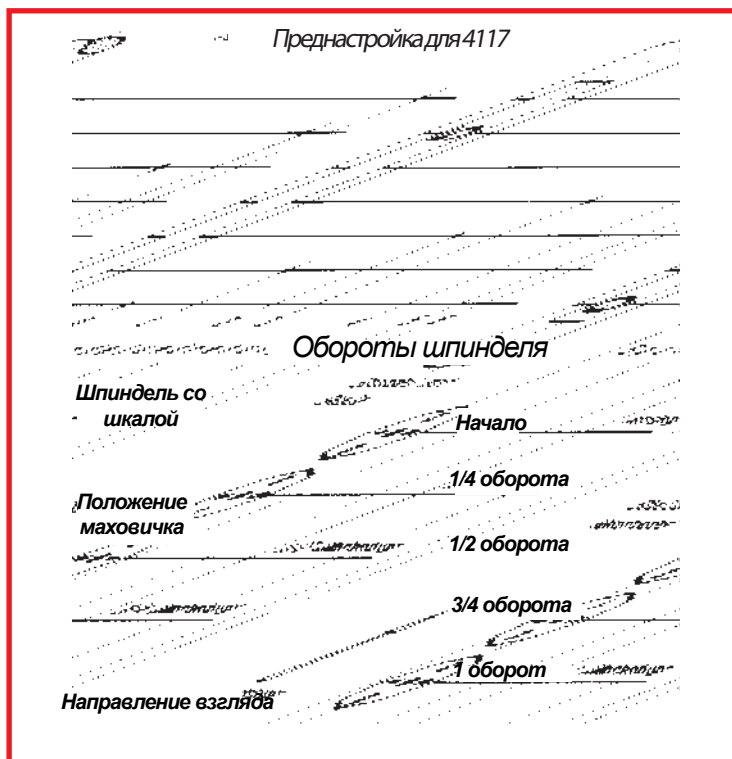 Преднастройка для 4117
Обороты шпинделя
Шпиндель со
шкалой
Начало
1/4 оборота
Положение
маховичка
1/2 оборота
3/4 оборота
1 оборот
Направление взгляда